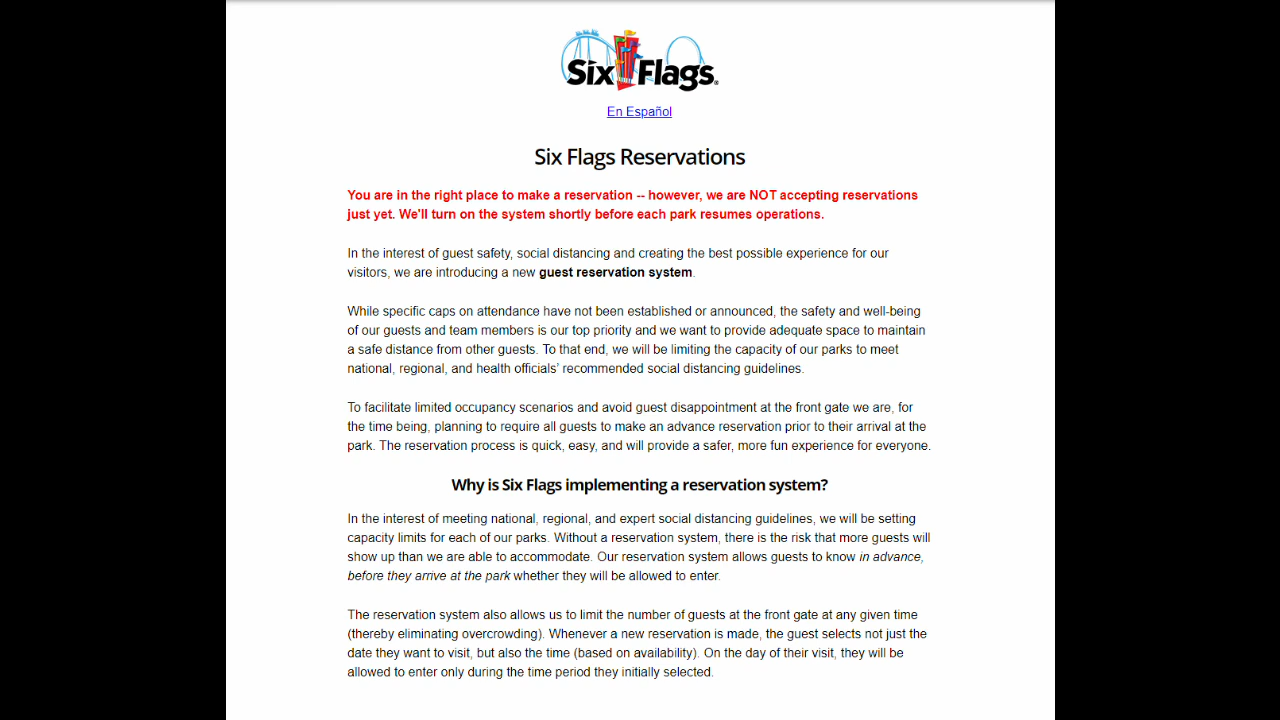 Six Flags
En Español
Six Flags Reservations
You are in the right place to make a reservation -- however, we are NOT accepting reservations
just yet. We'll turn on the system shortly before each park resumes operations.
In the interest of guest safety, social distancing and creating the best possible experience for our
visitors, we are introducing a new guest reservation system.
While specific caps on attendance have not been established or announced, the safety and well-being
of our guests and team members is our top priority and we want to provide adequate space to maintain
a safe distance from other guests. To that end, we will be limiting the capacity of our parks to meet
national, regional, and health officials’ recommended social distancing guidelines.
To facilitate limited occupancy scenarios and avoid guest disappointment at the front gate we are, for
the time being, planning to require all guests to make an advance reservation prior to their arrival at the
park. The reservation process is quick, easy, and will provide a safer, more fun experience for everyone.
Why is Six Flags implementing a reservation system?
In the interest of meeting national, regional, and expert social distancing guidelines, we will be setting
capacity limits for each of our parks. Without a reservation system, there is the risk that more guests will
show up than we are able to accommodate. Our reservation system allows guests to know in advance,
before they arrive at the park whether they will be allowed to enter.
The reservation system also allows us to limit the number of guests at the front gate at any given time
(thereby eliminating overcrowding). Whenever a new reservation is made, the guest selects not just the
date they want to visit, but also the time (based on availability). On the day of their visit, they will be
allowed to enter only during the time period they initially selected.